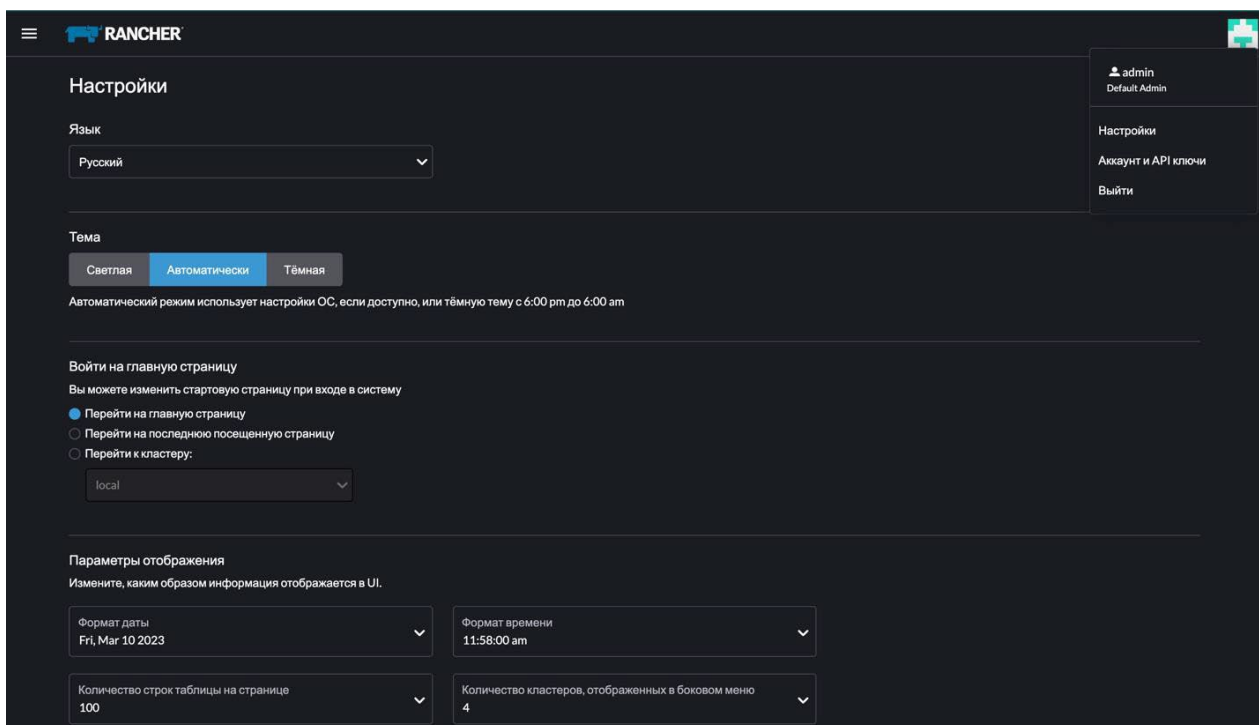 RANCHER
admin
Default Admin
Настройки
Аккаунт и API ключи
Выйти
Настройки
Язык
Русский
Тема
Светлая
Автоматически
Тёмная
Автоматический режим использует настройки ОС, если доступно, или тёмную тему с 6:00 pm до 6:00 am
Войти на главную страницу
Вы можете изменить стартовую страницу при входе в систему
Перейти на главную страницу
Перейти на последнюю посещенную страницу
Перейти к кластеру:
local
Параметры отображения
Измените, каким образом информация отображается в UI.
Формат даты
Fri, Mar 10 2023
Формат времени
11:58:00 am
Количество строк таблицы на странице
100
Количество кластеров, отображенных в боковом меню
4